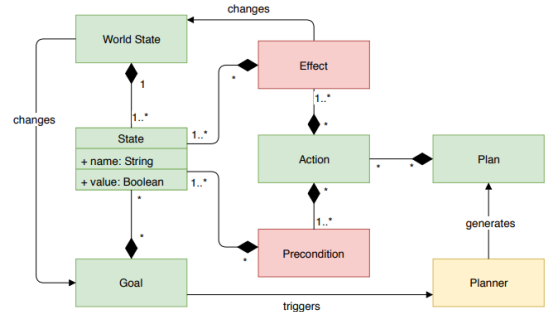 changes
World State
Effect
1
*
1..*
1..*
1..*
changes
State
+ name: String
+ value: Boolean
1..*
*
Action
*
*
Plan
*
*
1..*
generates
*
*
Precondition
Goal
Planner
triggers